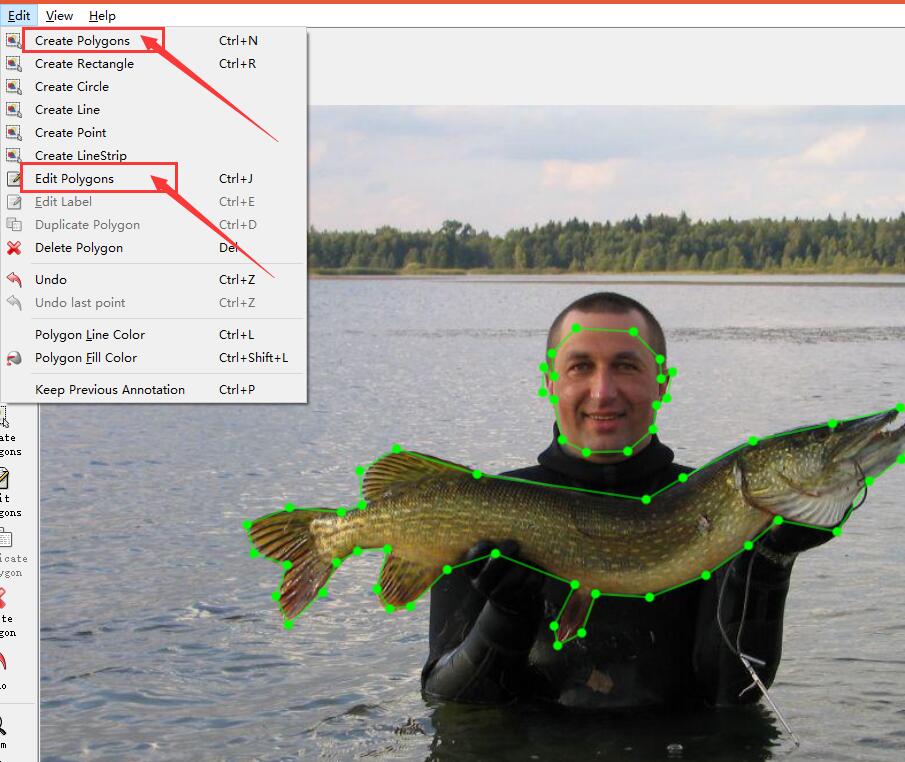 Edit View Help
Create Polygons Ctrl+N
Create Rectangle Ctrl+R
Create Circle
Create Line
Create Point
Create LineStrip
Edit Polygons Ctrl+J
Edit Label Ctrl+E
Duplicate Polygon Ctrl+D
Delete Polygon Del
Undo Ctrl+Z
Undo last point Ctrl+Z
Polygon Line Color Ctrl+L
Polygon Fill Color Ctrl+Shift+L
Keep Previous Annotation Ctrl+P